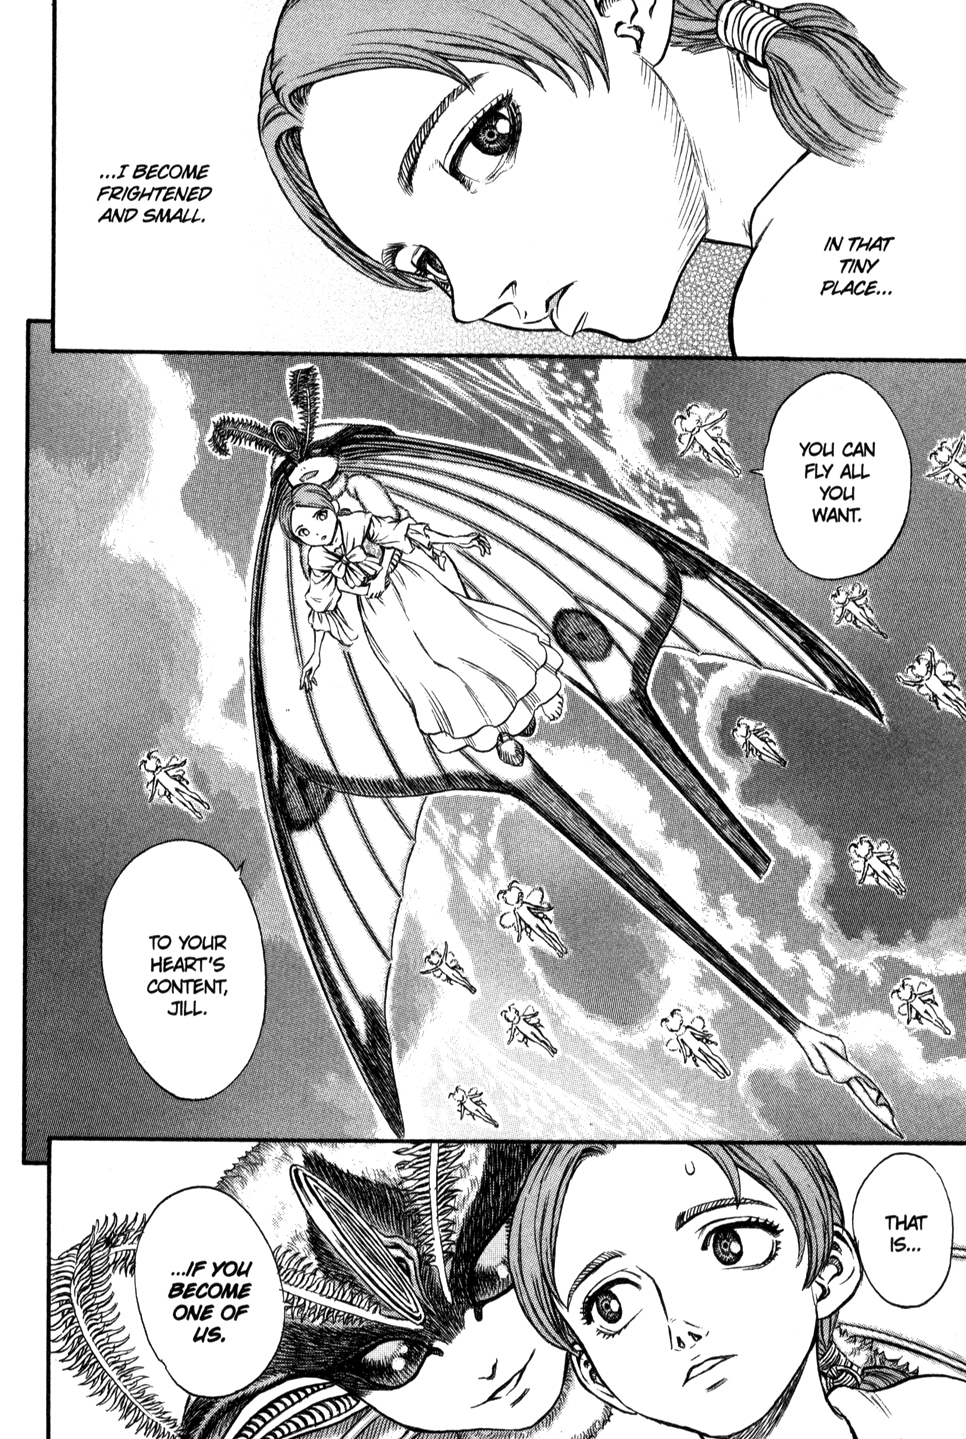 IN THAT
TINY
PLACE...
...I BECOME
FRIGHTENED
AND SMALL.
YOU CAN
FLY ALL
YOU
WANT.
TO YOUR
HEART'S
CONTENT,
JILL.
THAT
IS...
...IF YOU
BECOME
ONE OF
US.